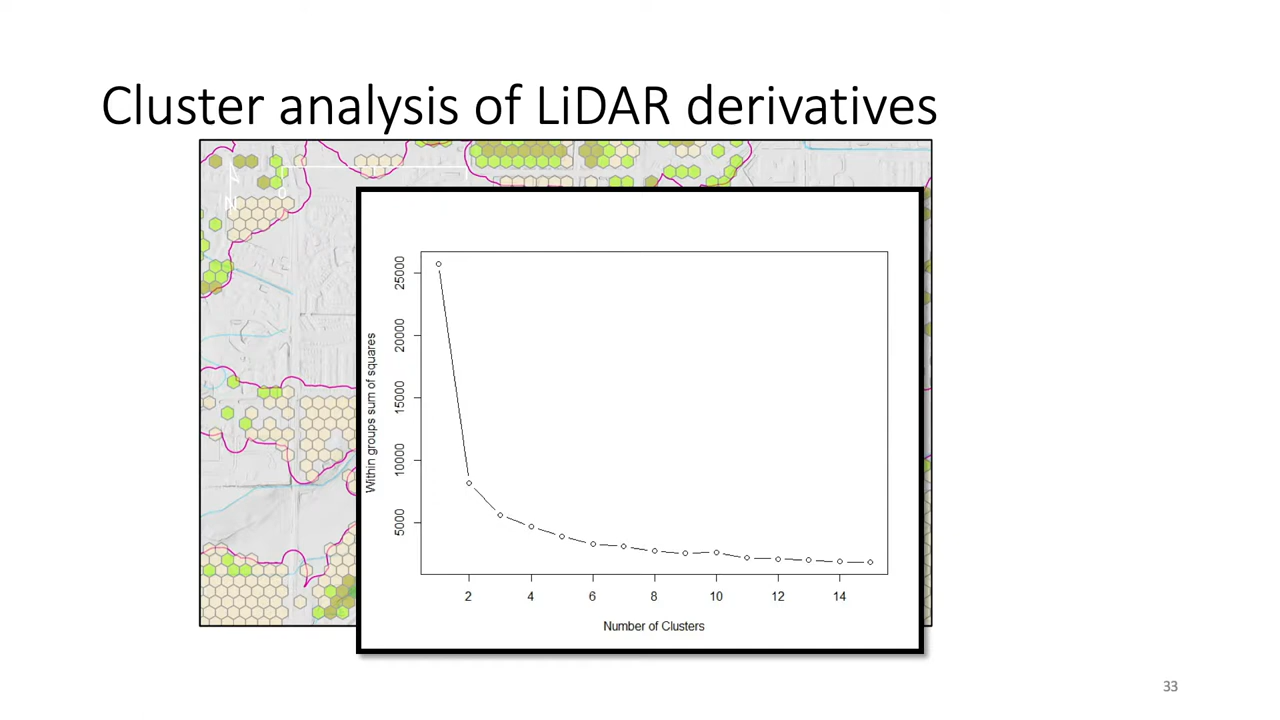 Cluster analysis of LiDAR derivatives
N
Within groups sum of squares
25000
20000
15000
10000
5000
2 4 6 8 10 12 14
Number of Clusters
33